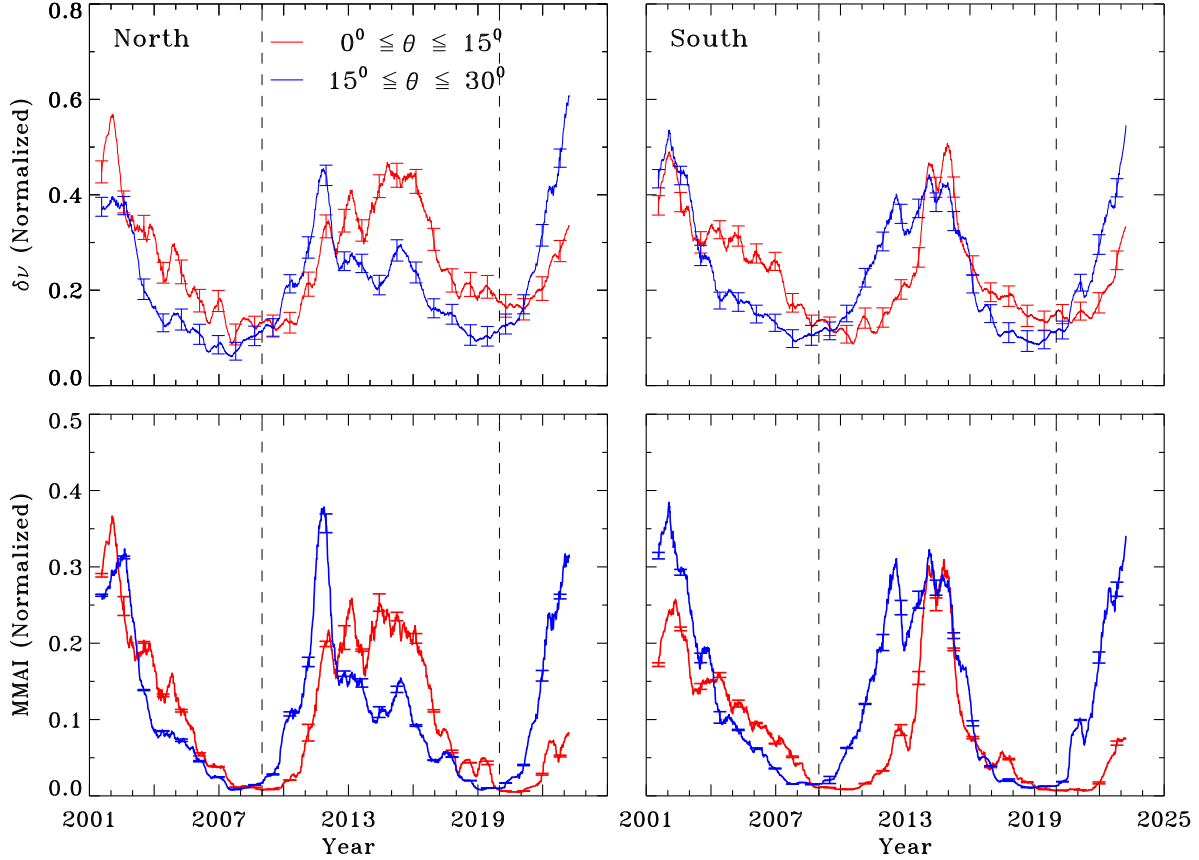 North
0⁰ ≦ θ ≦ 15⁰
15⁰ ≦ θ ≦ 30⁰
South
δν (Normalized)
0.8
0.6
0.4
0.2
0.0
MMAI (Normalized)
0.5
0.4
0.3
0.2
0.1
0.0
2001 2007 2013 2019
2001 2007 2013 2019 2025
Year
Year